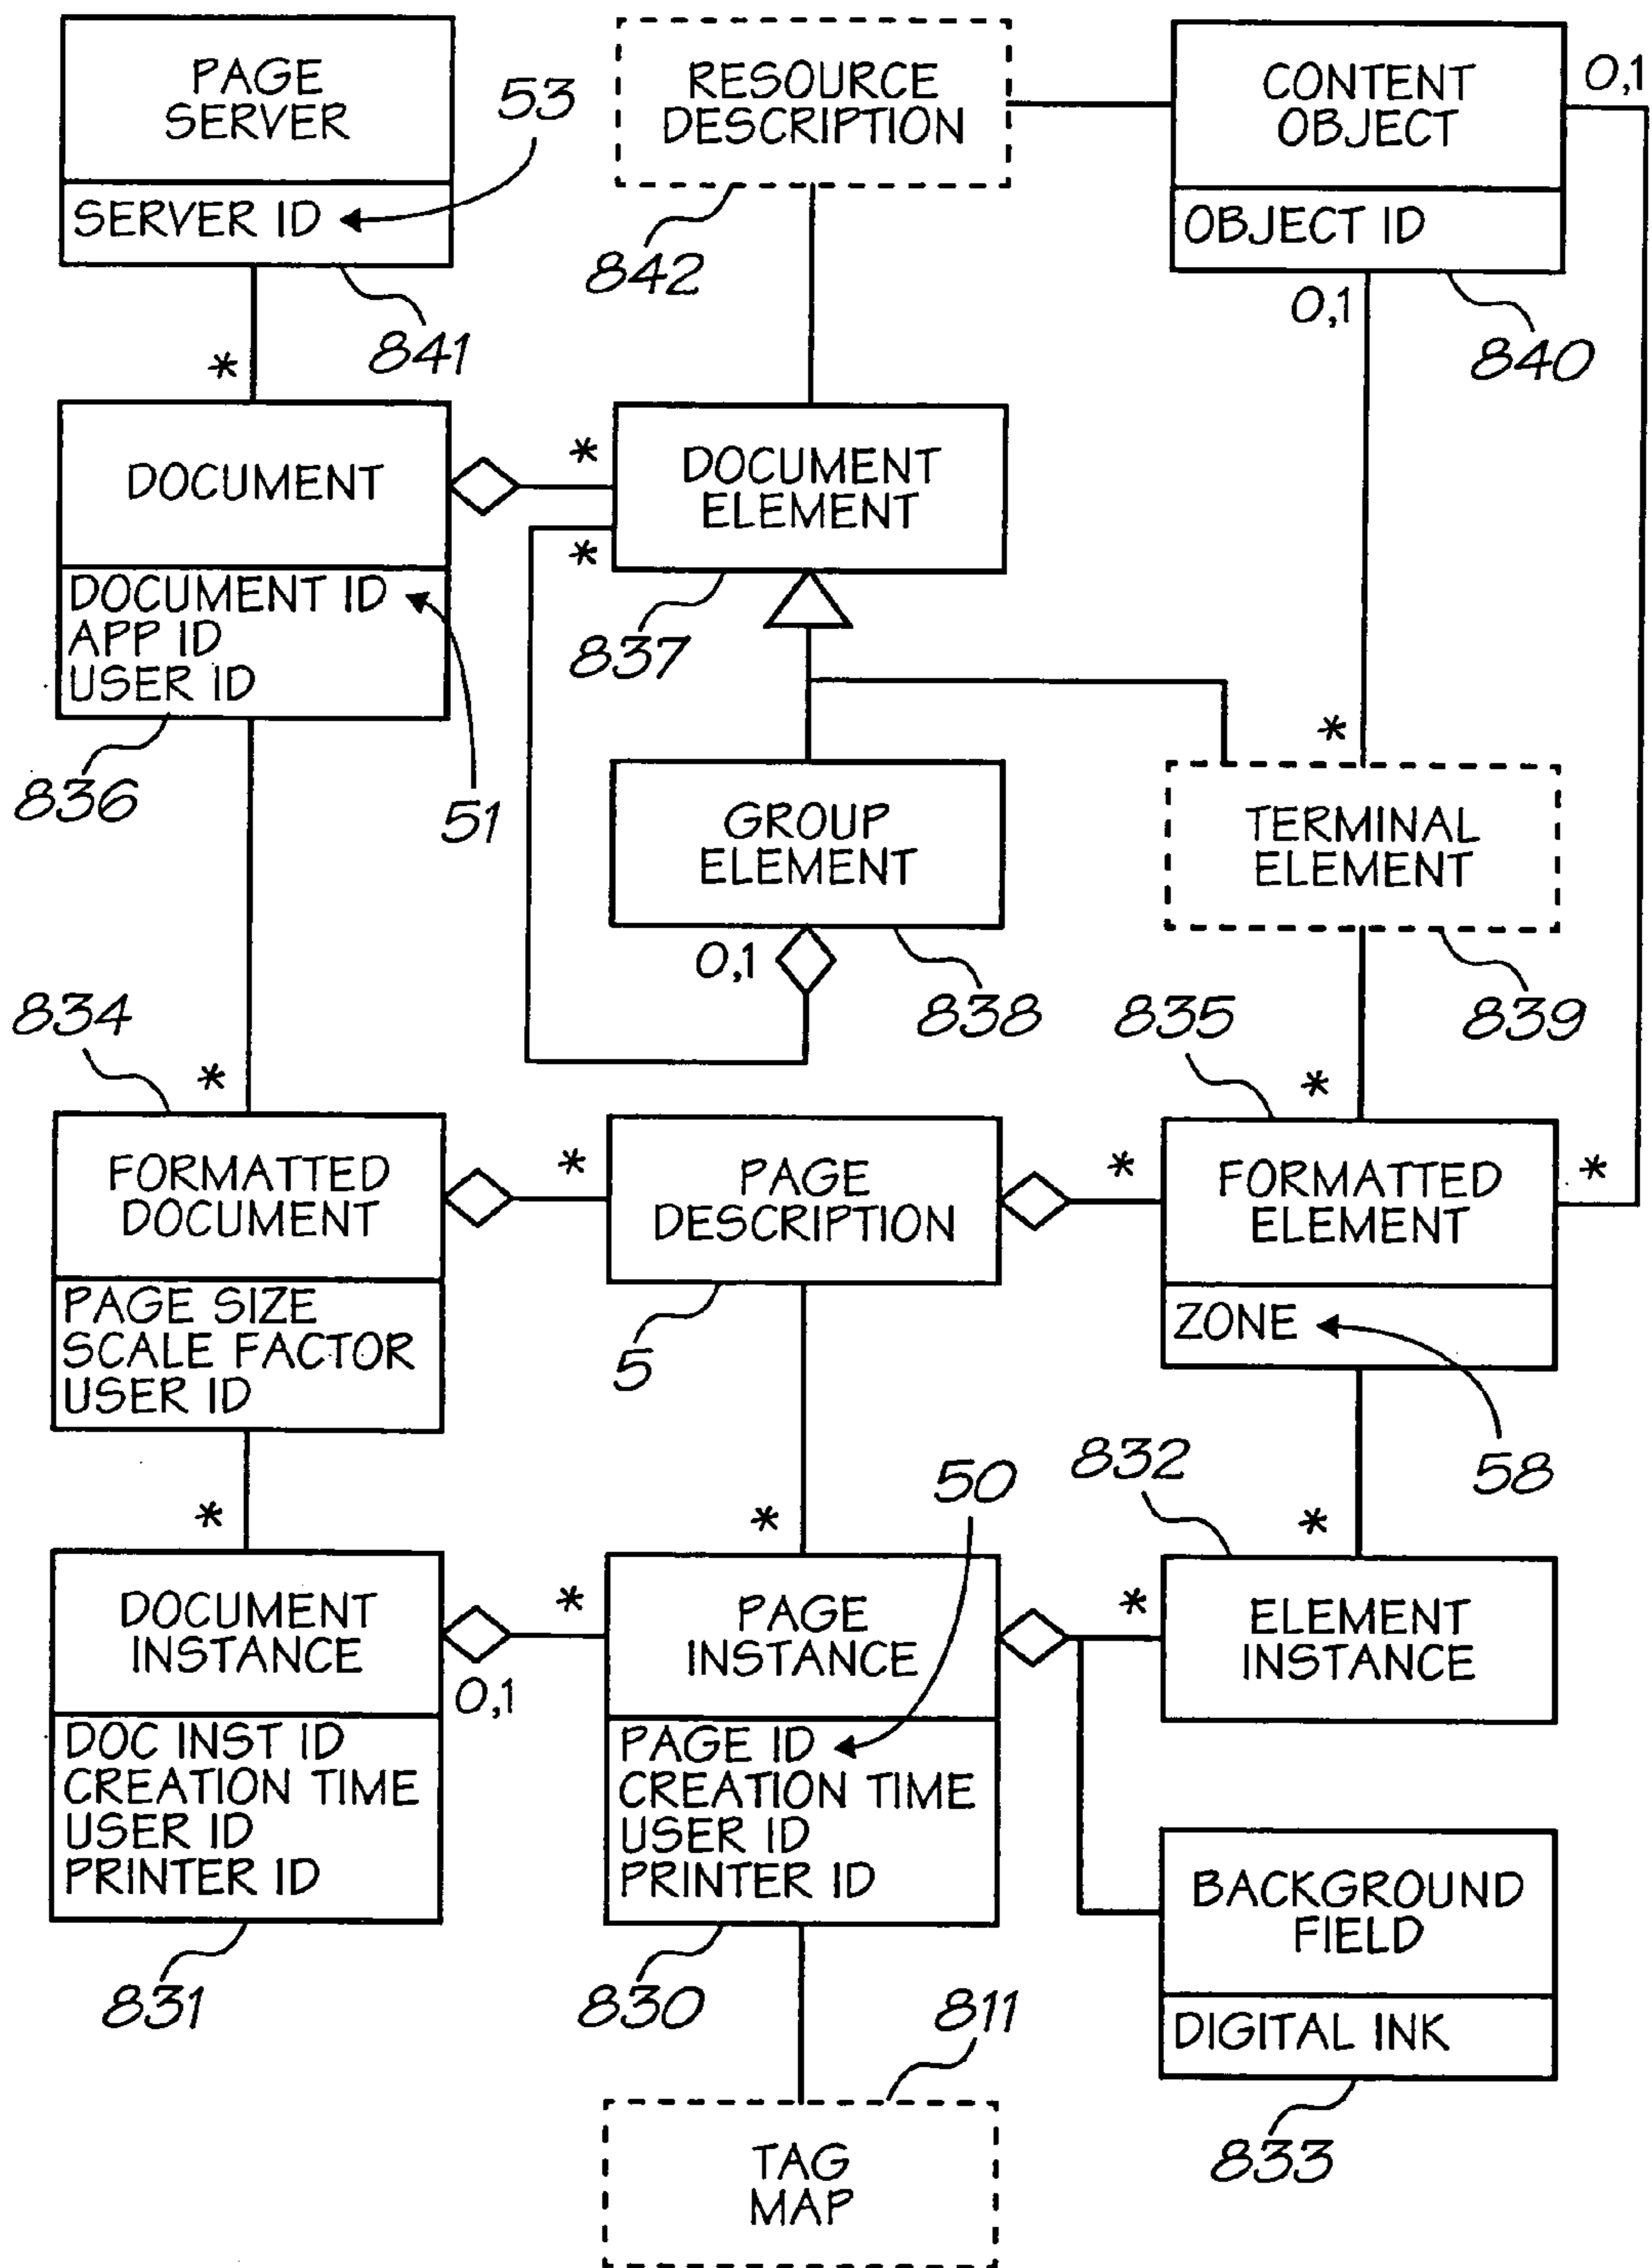 PAGE
SERVER
SERVER ID
53
841
*
RESOURCE
DESCRIPTION
842
CONTENT
OBJECT
OBJECT ID
0,1
0,1
840
DOCUMENT
DOCUMENT ID
APP ID
USER ID
836
51
*
*
DOCUMENT
ELEMENT
837
GROUP
ELEMENT
0,1
838
*
TERMINAL
ELEMENT
839
834
*
FORMATTED
DOCUMENT
PAGE SIZE
SCALE FACTOR
USER ID
*
PAGE
DESCRIPTION
5
835
*
*
*
FORMATTED
ELEMENT
ZONE
58
*
DOCUMENT
INSTANCE
DOC INST ID
CREATION TIME
USER ID
PRINTER ID
831
0,1
*
*
50
PAGE
INSTANCE
PAGE ID
CREATION TIME
USER ID
PRINTER ID
830
832
*
*
ELEMENT
INSTANCE
BACKGROUND
FIELD
DIGITAL INK
833
811
TAG
MAP